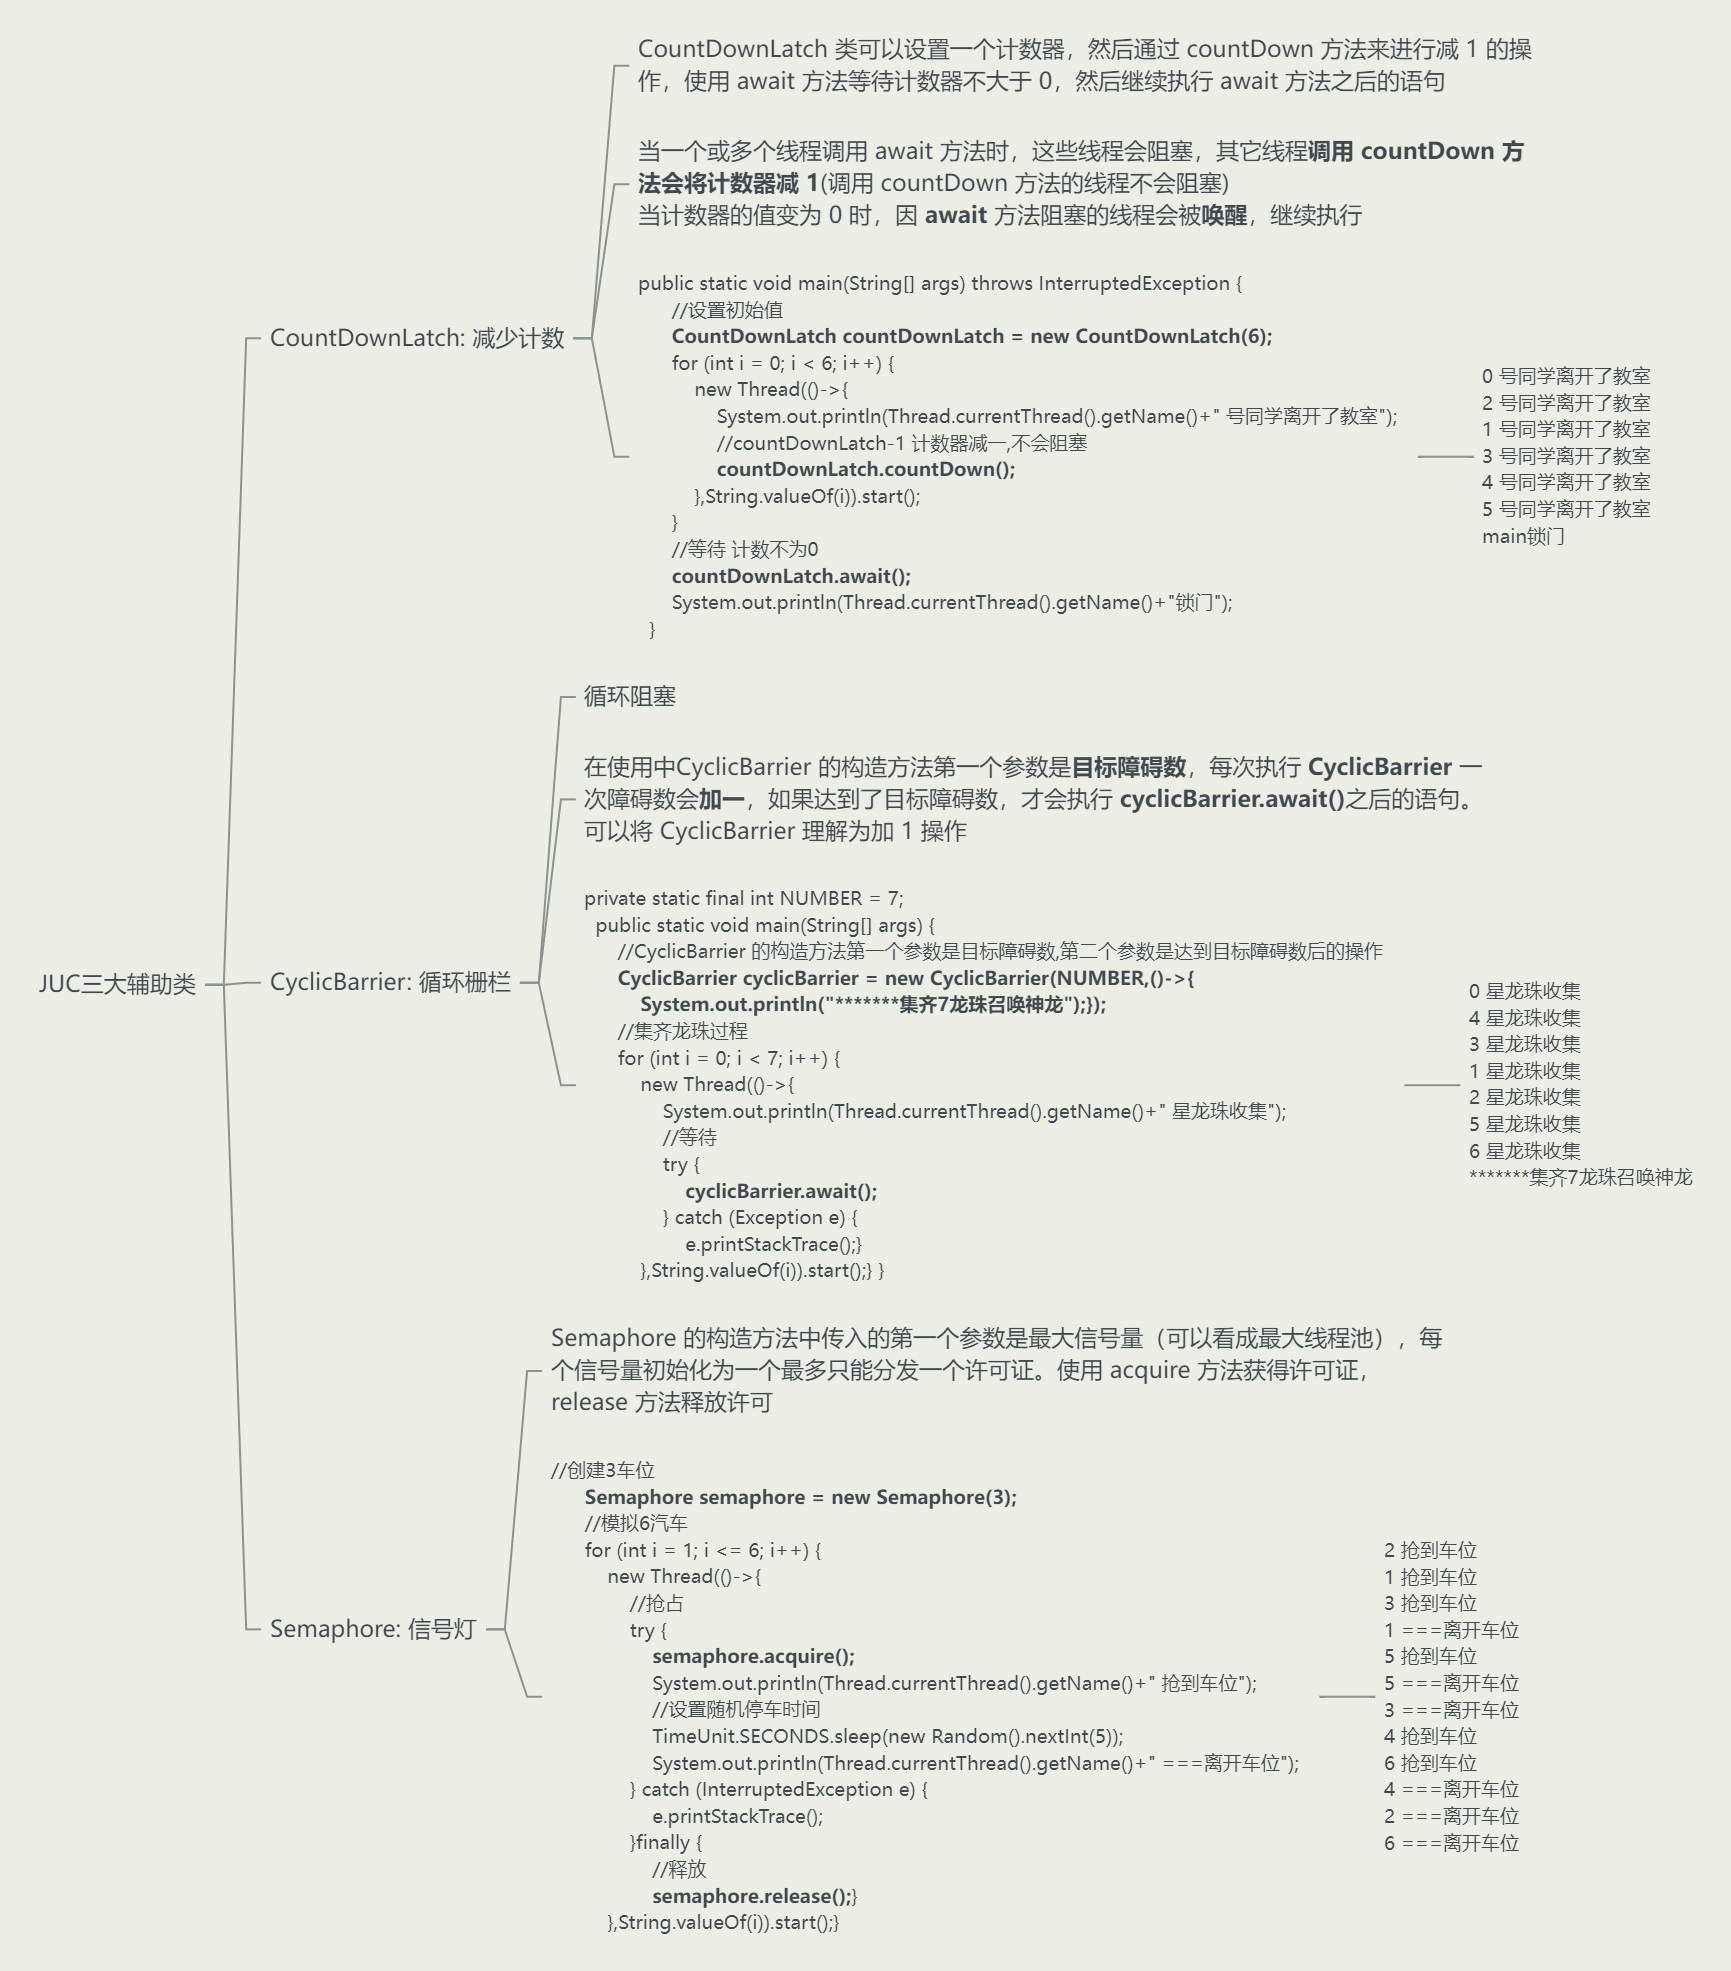 JUC三大辅助类
CountDownLatch: 减少计数
CountDownLatch 类可以设置一个计数器，然后通过 countDown 方法来进行减 1 的操
作，使用 await 方法等待计数器不大于 0，然后继续执行 await 方法之后的语句
当一个或多个线程调用 await 方法时，这些线程会阻塞，其它线程调用 countDown 方
法会将计数器减 1(调用 countDown 方法的线程不会阻塞)
当计数器的值变为 0 时，因 await 方法阻塞的线程会被唤醒，继续执行
public static void main(String[] args) throws InterruptedException {
//设置初始值
CountDownLatch countDownLatch = new CountDownLatch(6);
for (int i = 0; i < 6; i++) {
new Thread(()->{
System.out.println(Thread.currentThread().getName()+" 号同学离开了教室");
//countDownLatch-1 计数器减一,不会阻塞
countDownLatch.countDown();
},String.valueOf(i)).start();
}
//等待 计数不为0
countDownLatch.await();
System.out.println(Thread.currentThread().getName()+"锁门");
}
0 号同学离开了教室
2 号同学离开了教室
1 号同学离开了教室
3 号同学离开了教室
4 号同学离开了教室
5 号同学离开了教室
main锁门
CyclicBarrier: 循环栅栏
循环阻塞
在使用中CyclicBarrier 的构造方法第一个参数是目标障碍数，每次执行 CyclicBarrier 一
次障碍数会加一，如果达到了目标障碍数，才会执行 cyclicBarrier.await()之后的语句。
可以将 CyclicBarrier 理解为加 1 操作
private static final int NUMBER = 7;
public static void main(String[] args) {
//CyclicBarrier 的构造方法第一个参数是目标障碍数,第二个参数是达到目标障碍数后的操作
CyclicBarrier cyclicBarrier = new CyclicBarrier(NUMBER,()->{
System.out.println("*******集齐7龙珠召唤神龙");});
//集齐龙珠过程
for (int i = 0; i < 7; i++) {
new Thread(()->{
System.out.println(Thread.currentThread().getName()+" 星龙珠收集");
//等待
try {
cyclicBarrier.await();
} catch (Exception e) {
e.printStackTrace();}
},String.valueOf(i)).start();} }
0 星龙珠收集
4 星龙珠收集
3 星龙珠收集
1 星龙珠收集
2 星龙珠收集
5 星龙珠收集
6 星龙珠收集
*******集齐7龙珠召唤神龙
Semaphore: 信号灯
Semaphore 的构造方法中传入的第一个参数是最大信号量（可以看成最大线程池），每
个信号量初始化为一个最多只能分发一个许可证。使用 acquire 方法获得许可证，
release 方法释放许可
//创建3车位
Semaphore semaphore = new Semaphore(3);
//模拟6汽车
for (int i = 1; i <= 6; i++) {
new Thread(()->{
//抢占
try {
semaphore.acquire();
System.out.println(Thread.currentThread().getName()+" 抢到车位");
//设置随机停车时间
TimeUnit.SECONDS.sleep(new Random().nextInt(5));
System.out.println(Thread.currentThread().getName()+" ===离开车位");
} catch (InterruptedException e) {
e.printStackTrace();
}finally {
//释放
semaphore.release();}
},String.valueOf(i)).start();}
2 抢到车位
1 抢到车位
3 抢到车位
1 ===离开车位
5 抢到车位
5 ===离开车位
3 ===离开车位
4 抢到车位
6 抢到车位
4 ===离开车位
2 ===离开车位
6 ===离开车位